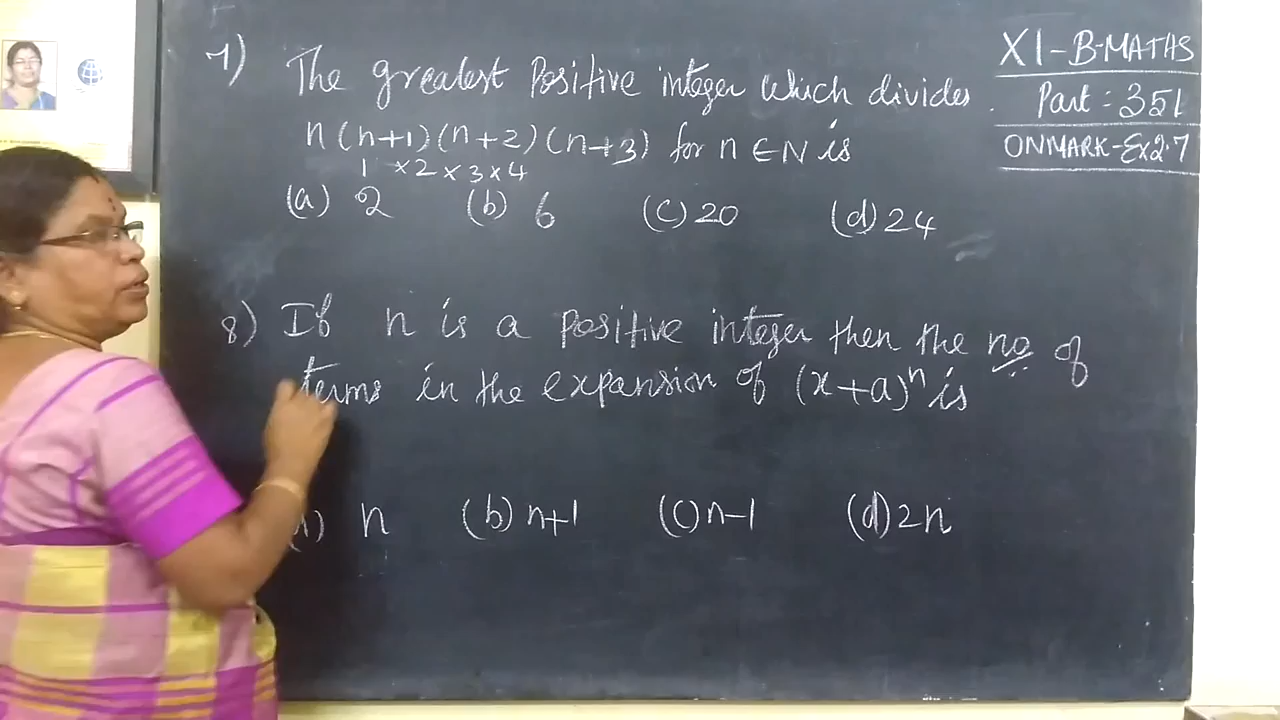 7) The greatest Positive integer which divides
n(n+1)(n+2)(n+3) for n∈N is
1 ×2 ×3×4
(a) 2 (b) 6 (c) 20 (d) 24
XI-B-MATHS
Part: 351
ONMARK-Ex2.7
8) If n is a positive integer then the no of
terms in the expansion of (x+a)ⁿ is
n (b) n+1 (c) n-1 (d) 2n